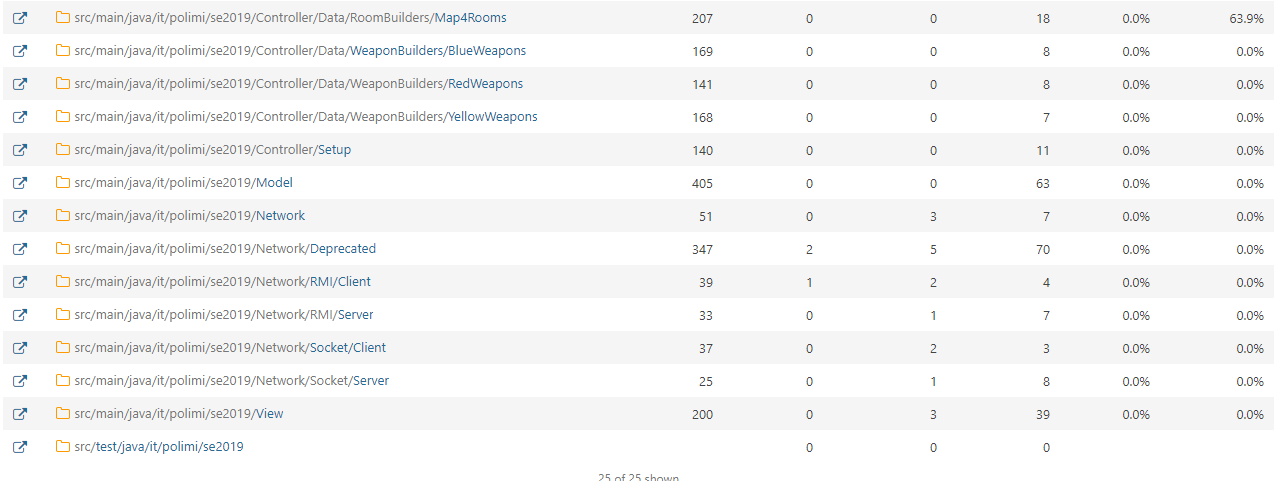 src/main/java/it/polimi/se2019/Controller/Data/RoomBuilders/Map4Rooms 207 0 0 18 0.0% 63.9%
src/main/java/it/polimi/se2019/Controller/Data/WeaponBuilders/BlueWeapons 169 0 0 8 0.0% 0.0%
src/main/java/it/polimi/se2019/Controller/Data/WeaponBuilders/RedWeapons 141 0 0 8 0.0% 0.0%
src/main/java/it/polimi/se2019/Controller/Data/WeaponBuilders/YellowWeapons 168 0 0 7 0.0% 0.0%
src/main/java/it/polimi/se2019/Controller/Setup 140 0 0 11 0.0% 0.0%
src/main/java/it/polimi/se2019/Model 405 0 0 63 0.0% 0.0%
src/main/java/it/polimi/se2019/Network 51 0 3 7 0.0% 0.0%
src/main/java/it/polimi/se2019/Network/Deprecated 347 2 5 70 0.0% 0.0%
src/main/java/it/polimi/se2019/Network/RMI/Client 39 1 2 4 0.0% 0.0%
src/main/java/it/polimi/se2019/Network/RMI/Server 33 0 1 7 0.0% 0.0%
src/main/java/it/polimi/se2019/Network/Socket/Client 37 0 2 3 0.0% 0.0%
src/main/java/it/polimi/se2019/Network/Socket/Server 25 0 1 8 0.0% 0.0%
src/main/java/it/polimi/se2019/View 200 0 3 39 0.0% 0.0%
src/test/java/it/polimi/se2019 0 0 0
25 of 25 shown